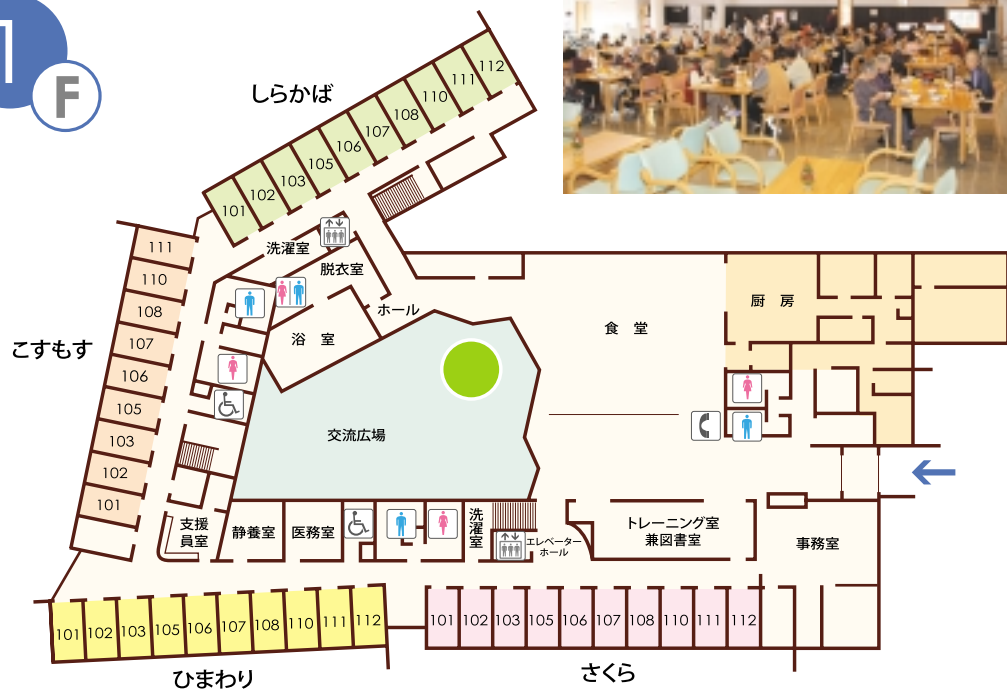 1
F
しらかば
101
102
103
105
106
107
108
110
111
112
こすもす
111
110
108
107
106
105
103
102
101
洗濯室
脱衣室
ホール
浴 室
食 堂
厨 房
交流広場
支援
員室
静養室
医務室
洗濯室
エレベーター
ホール
トレーニング室
兼図書室
事務室
101
102
103
105
106
107
108
110
111
112
ひまわり
101
102
103
105
106
107
108
110
111
112
さくら